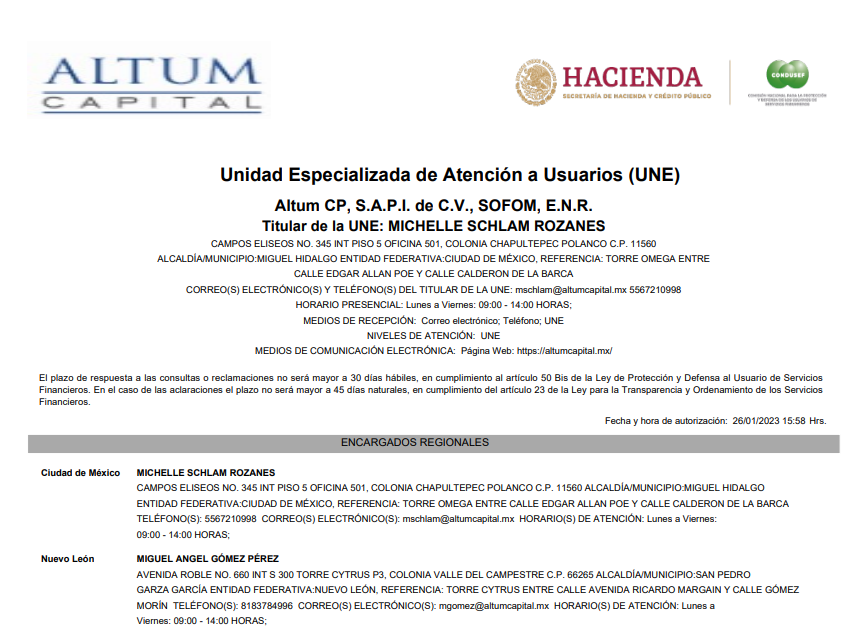 ALTUM
CAPITAL
HACIENDA
SECRETARÍA DE HACIENDA Y CRÉDITO PÚBLICO
CONDUSEF
COMISIÓN NACIONAL PARA LA PROTECCIÓN
Y DEFENSA DE LOS USUARIOS DE
SERVICIOS FINANCIEROS
Unidad Especializada de Atención a Usuarios (UNE)
Altum CP, S.A.P.I. de C.V., SOFOM, E.N.R.
Titular de la UNE: MICHELLE SCHLAM ROZANES
CAMPOS ELISEOS NO. 345 INT PISO 5 OFICINA 501, COLONIA CHAPULTEPEC POLANCO C.P. 11560
ALCALDÍA/MUNICIPIO:MIGUEL HIDALGO ENTIDAD FEDERATIVA:CIUDAD DE MÉXICO, REFERENCIA: TORRE OMEGA ENTRE
CALLE EDGAR ALLAN POE Y CALLE CALDERON DE LA BARCA
CORREO(S) ELECTRÓNICO(S) Y TELÉFONO(S) DEL TITULAR DE LA UNE: mschlam@altumcapital.mx 5567210998
HORARIO PRESENCIAL: Lunes a Viernes: 09:00 - 14:00 HORAS;
MEDIOS DE RECEPCIÓN: Correo electrónico; Teléfono; UNE
NIVELES DE ATENCIÓN: UNE
MEDIOS DE COMUNICACIÓN ELECTRÓNICA: Página Web: https://altumcapital.mx/
El plazo de respuesta a las consultas o reclamaciones no será mayor a 30 días hábiles, en cumplimiento al artículo 50 Bis de la Ley de Protección y Defensa al Usuario de Servicios
Financieros. En el caso de las aclaraciones el plazo no será mayor a 45 días naturales, en cumplimiento del artículo 23 de la Ley para la Transparencia y Ordenamiento de los Servicios
Financieros.
Fecha y hora de autorización: 26/01/2023 15:58 Hrs.
ENCARGADOS REGIONALES
Ciudad de México MICHELLE SCHLAM ROZANES
CAMPOS ELISEOS NO. 345 INT PISO 5 OFICINA 501, COLONIA CHAPULTEPEC POLANCO C.P. 11560 ALCALDÍA/MUNICIPIO:MIGUEL HIDALGO
ENTIDAD FEDERATIVA:CIUDAD DE MÉXICO, REFERENCIA: TORRE OMEGA ENTRE CALLE EDGAR ALLAN POE Y CALLE CALDERON DE LA BARCA
TELÉFONO(S): 5567210998 CORREO(S) ELECTRÓNICO(S): mschlam@altumcapital.mx HORARIO(S) DE ATENCIÓN: Lunes a Viernes:
09:00 - 14:00 HORAS;
Nuevo León MIGUEL ANGEL GÓMEZ PÉREZ
AVENIDA ROBLE NO. 660 INT S 300 TORRE CYTRUS P3, COLONIA VALLE DEL CAMPESTRE C.P. 66265 ALCALDÍA/MUNICIPIO:SAN PEDRO
GARZA GARCÍA ENTIDAD FEDERATIVA:NUEVO LEÓN, REFERENCIA: TORRE CYTRUS ENTRE CALLE AVENIDA RICARDO MARGAIN Y CALLE GÓMEZ
MORÍN TELÉFONO(S): 8183784996 CORREO(S) ELECTRÓNICO(S): mgomez@altumcapital.mx HORARIO(S) DE ATENCIÓN: Lunes a
Viernes: 09:00 - 14:00 HORAS;